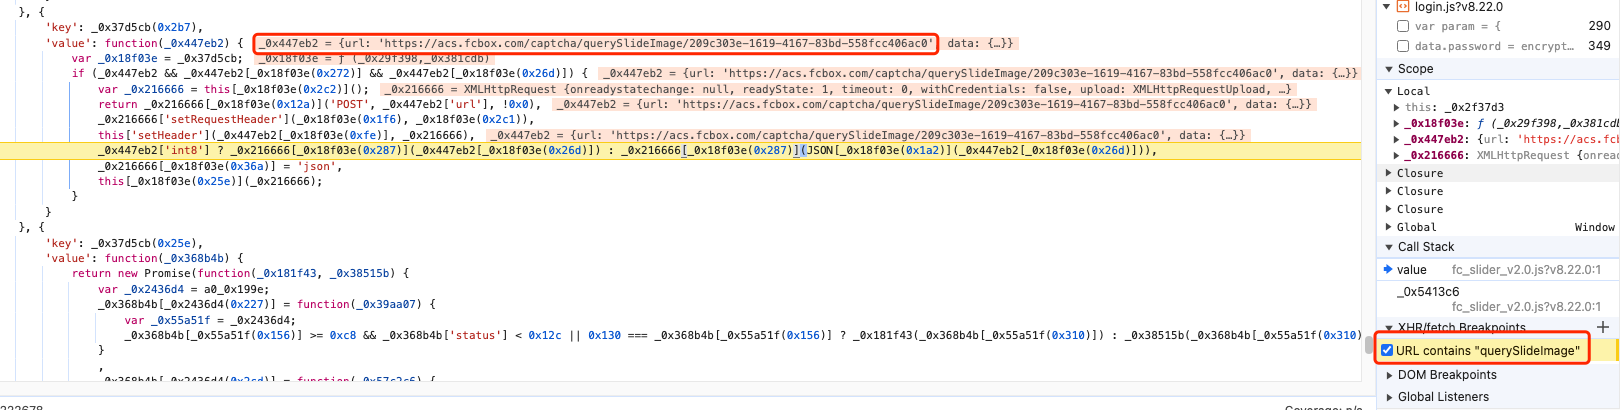 }, {
'key': _0x37d5cb(0x2b7),
'value': function(_0x447eb2) { _0x447eb2 = {url: 'https://acs.fcbox.com/captcha/querySlideImage/209c303e-1619-4167-83bd-558fcc406ac0' data: {…}}
var _0x18f03e = _0x37d5cb; _0x18f03e = ƒ (_0x29f398,_0x381cdb)
if (_0x447eb2 && _0x447eb2[_0x18f03e(0x272)] && _0x447eb2[_0x18f03e(0x26d)]) { _0x447eb2 = {url: 'https://acs.fcbox.com/captcha/querySlideImage/209c303e-1619-4167-83bd-558fcc406ac0', data: {…}}
var _0x216666 = this[_0x18f03e(0x2c2)](); _0x216666 = XMLHttpRequest {onreadystatechange: null, readyState: 1, timeout: 0, withCredentials: false, upload: XMLHttpRequestUpload, …}
return _0x216666[_0x18f03e(0x12a)]('POST', _0x447eb2['url'], !0x0), _0x447eb2 = {url: 'https://acs.fcbox.com/captcha/querySlideImage/209c303e-1619-4167-83bd-558fcc406ac0', data: {…}}
_0x216666['setRequestHeader'](_0x18f03e(0x1f6), _0x18f03e(0x2c1)),
this['setHeader'](_0x447eb2[_0x18f03e(0xfe)], _0x216666), _0x447eb2 = {url: 'https://acs.fcbox.com/captcha/querySlideImage/209c303e-1619-4167-83bd-558fcc406ac0', data: {…}}
_0x447eb2['int8'] ? _0x216666[_0x18f03e(0x287)](_0x447eb2[_0x18f03e(0x26d)]) : _0x216666[_0x18f03e(0x287)](JSON[_0x18f03e(0x1a2)](_0x447eb2[_0x18f03e(0x26d)])),
_0x216666[_0x18f03e(0x36a)] = 'json',
this[_0x18f03e(0x25e)](_0x216666);
}
}
}, {
'key': _0x37d5cb(0x25e),
'value': function(_0x368b4b) {
return new Promise(function(_0x181f43, _0x38515b) {
var _0x2436d4 = a0_0x199e;
_0x368b4b[_0x2436d4(0x227)] = function(_0x39aa07) {
var _0x55a51f = _0x2436d4;
_0x368b4b[_0x55a51f(0x156)] >= 0xc8 && _0x368b4b['status'] < 0x12c || 0x130 === _0x368b4b[_0x55a51f(0x156)] ? _0x181f43(_0x368b4b[_0x55a51f(0x310)]) : _0x38515b(_0x368b4b[_0x55a51f(0x310)
}
,
_0x368b4b[_0x2436d4(0x2cd)] = function(_0x57c2c6) {
login.js?v8.22.0
var param = { 290
data.password = encrypt… 349
Scope
Local
this: _0x2f37d3
_0x18f03e: ƒ (_0x29f398,_0x381cdb
_0x447eb2: {url: 'https://acs.fc
_0x216666: XMLHttpRequest {onread
Closure
Closure
Closure
Global Window
Call Stack
value fc_slider_v2.0.js?v8.22.0:1
_0x5413c6
fc_slider_v2.0.js?v8.22.0:1
XHR/fetch Breakpoints
URL contains "querySlideImage"
DOM Breakpoints
Global Listeners